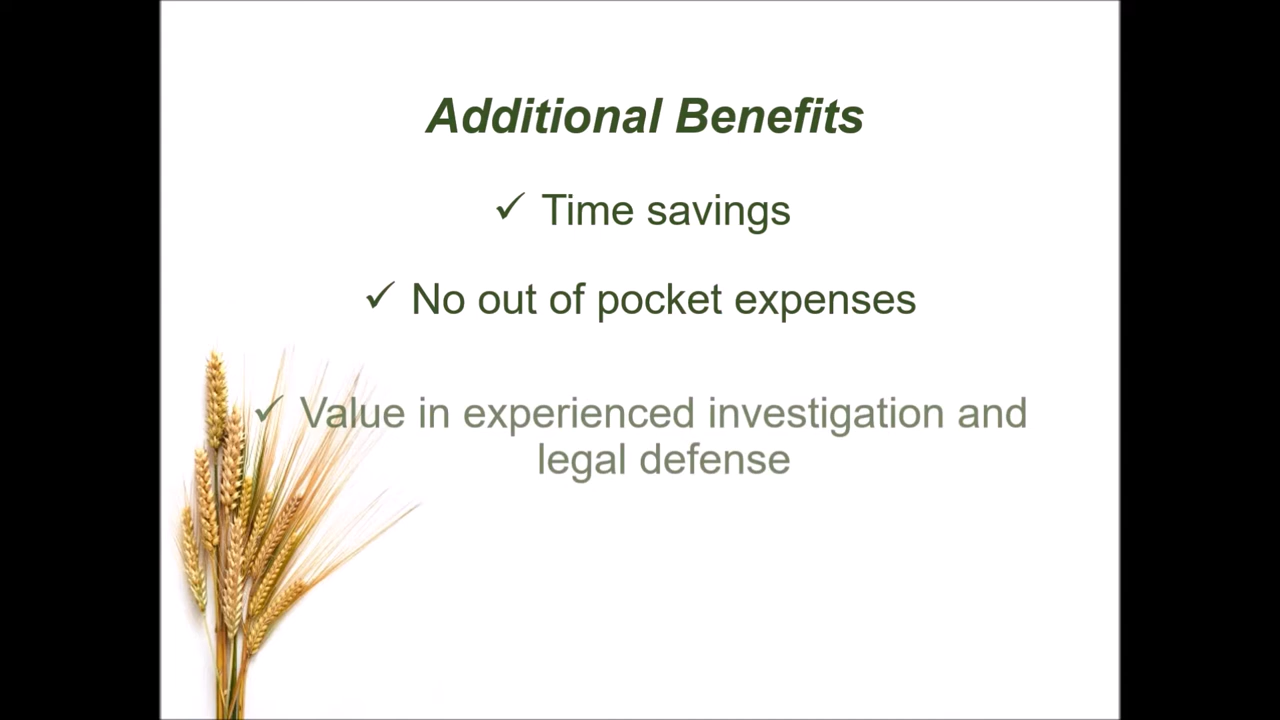 Additional Benefits
✓ Time savings
✓ No out of pocket expenses
✓ Value in experienced investigation and
legal defense